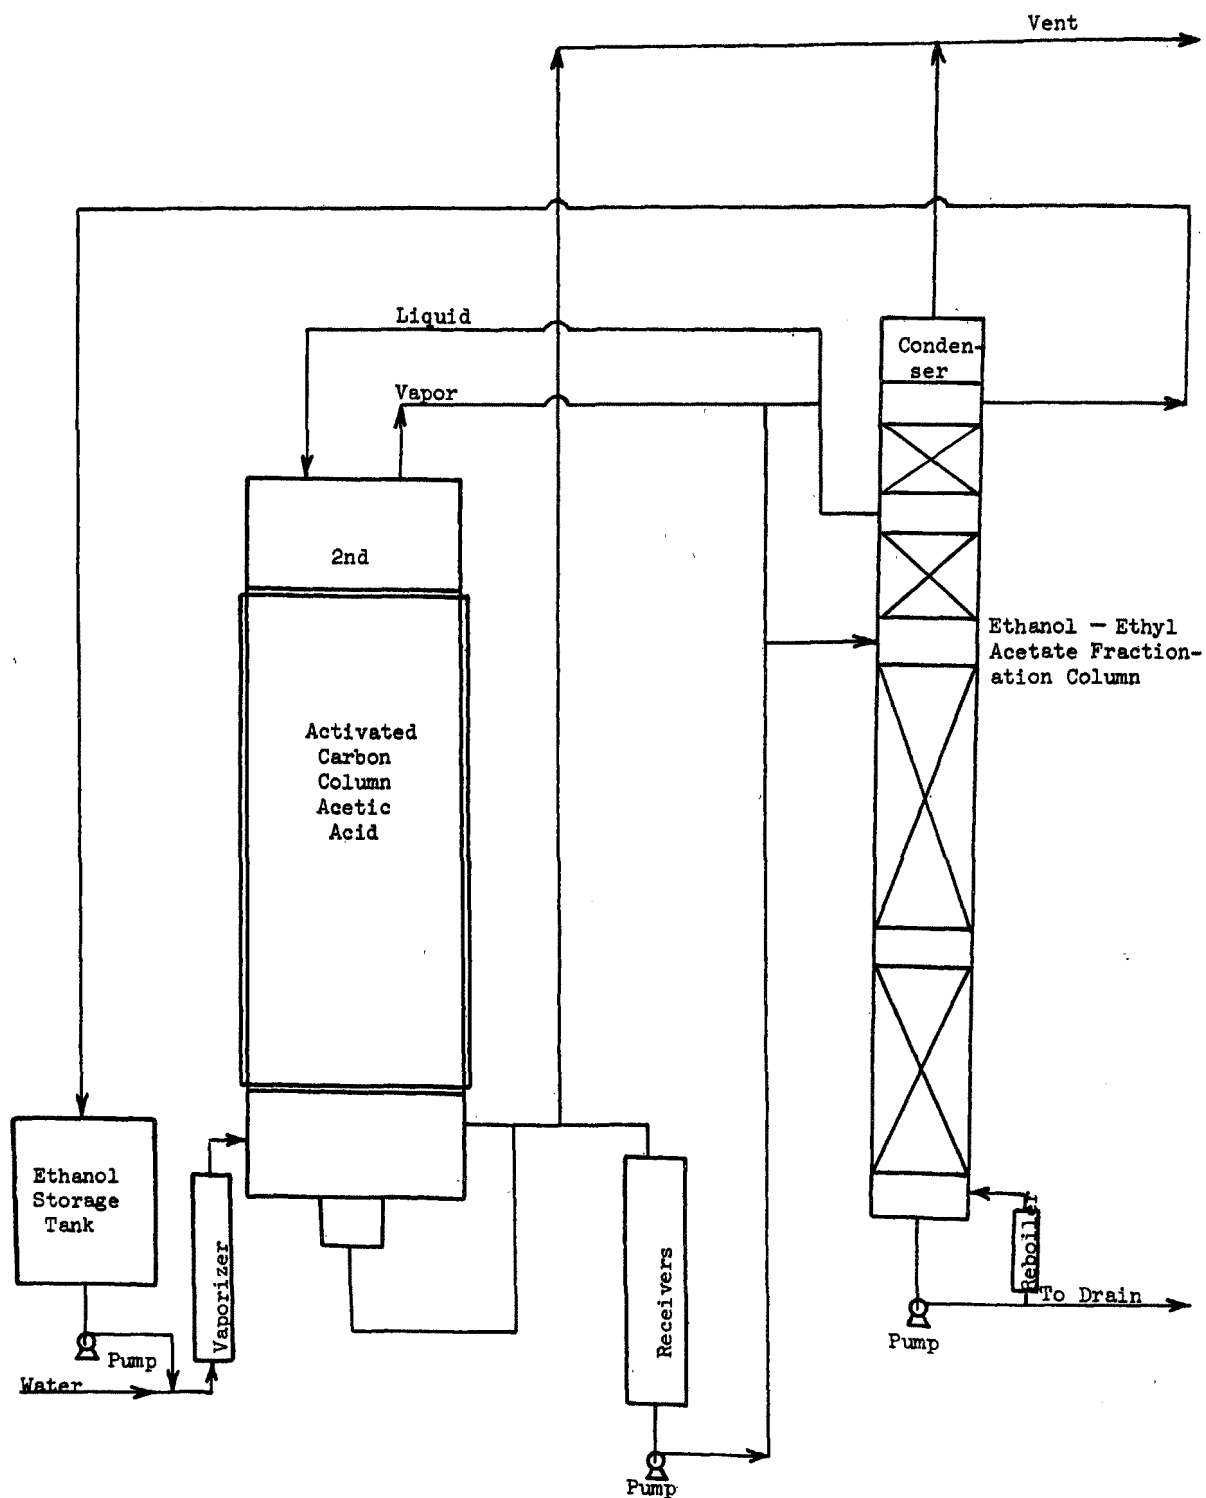 Vent
Liquid
Vapor
Conden-
ser
2nd
Ethanol — Ethyl
Acetate Fraction-
ation Column
Activated
Carbon
Column
Acetic
Acid
Ethanol
Storage
Tank
Vaporizer
Receivers
Reboiler
To Drain
Pump
Pump
Water
Pump